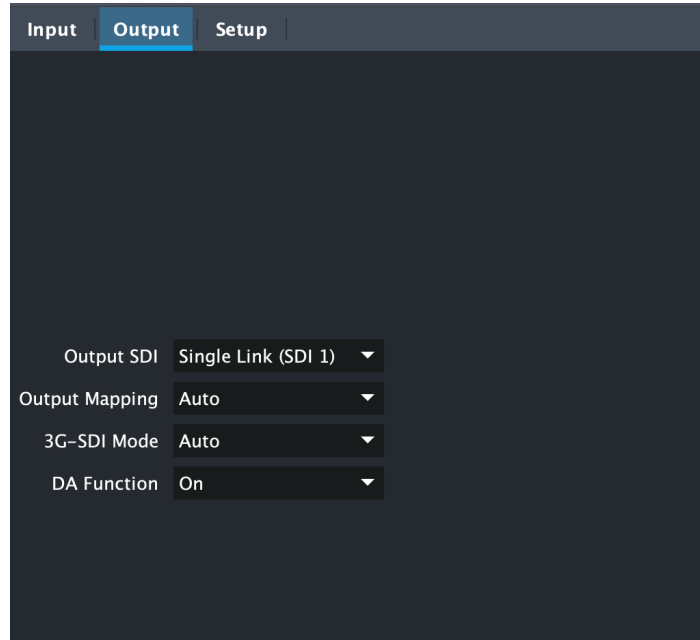 Input Output Setup
Output SDI Single Link (SDI 1)
Output Mapping Auto
3G-SDI Mode Auto
DA Function On